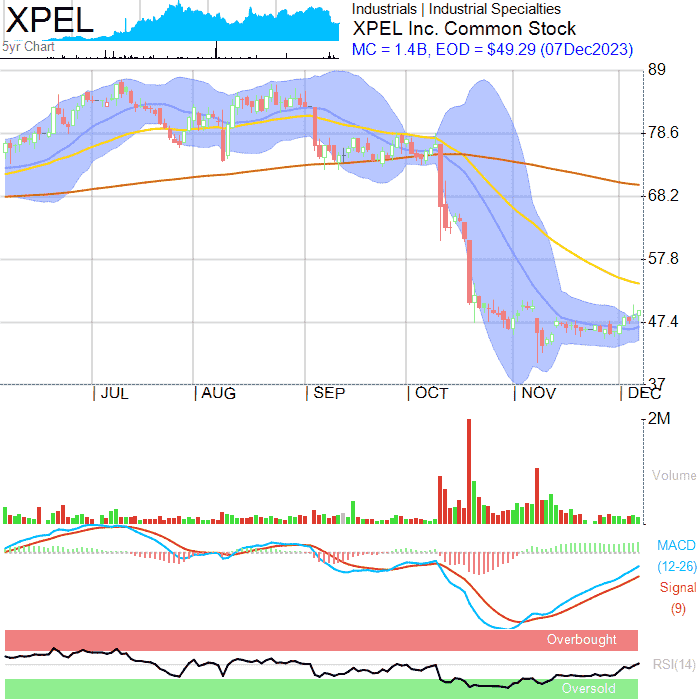 XPEL
5yr Chart
Industrials | Industrial Specialties
XPEL Inc. Common Stock
MC = 1.4B, EOD = $49.29 (07Dec2023)
89
78.6
68.2
57.8
47.4
37
JUL
AUG
SEP
OCT
NOV
DEC
2M
Volume
MACD
(12-26)
Signal
(9)
Overbought
RSI(14)
Oversold